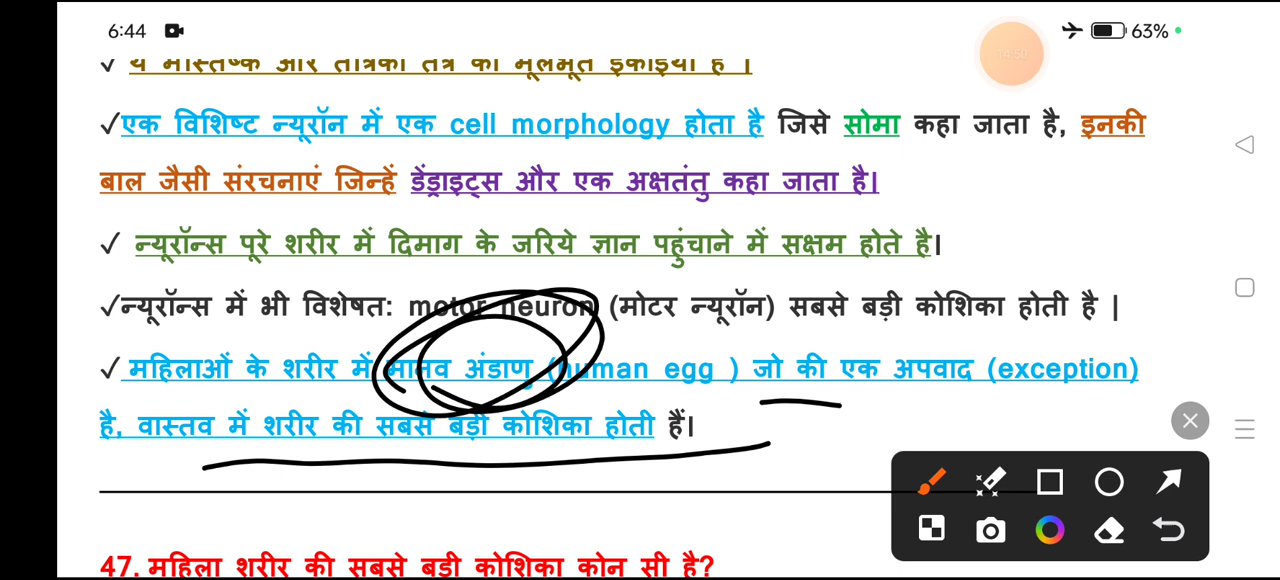 6:44 63%
✓ ये मस्तिष्क और तंत्रिका तंत्र की मूलभूत इकाइयां हैं ।
✓एक विशिष्ट न्यूरॉन में एक cell morphology होता है जिसे सोमा कहा जाता है, इनकी
बाल जैसी संरचनाएं जिन्हें डेंड्राइट्स और एक अक्षतंतु कहा जाता है।
✓ न्यूरॉन्स पूरे शरीर में दिमाग के जरिये ज्ञान पहुंचाने में सक्षम होते है।
✓न्यूरॉन्स में भी विशेषत: motor neuron (मोटर न्यूरॉन) सबसे बड़ी कोशिका होती है |
✓ महिलाओं के शरीर में मानव अंडाणु (human egg ) जो की एक अपवाद (exception)
है, वास्तव में शरीर की सबसे बड़ी कोशिका होती हैं।
47. महिला शरीर की सबसे बड़ी कोशिका कोन सी है?